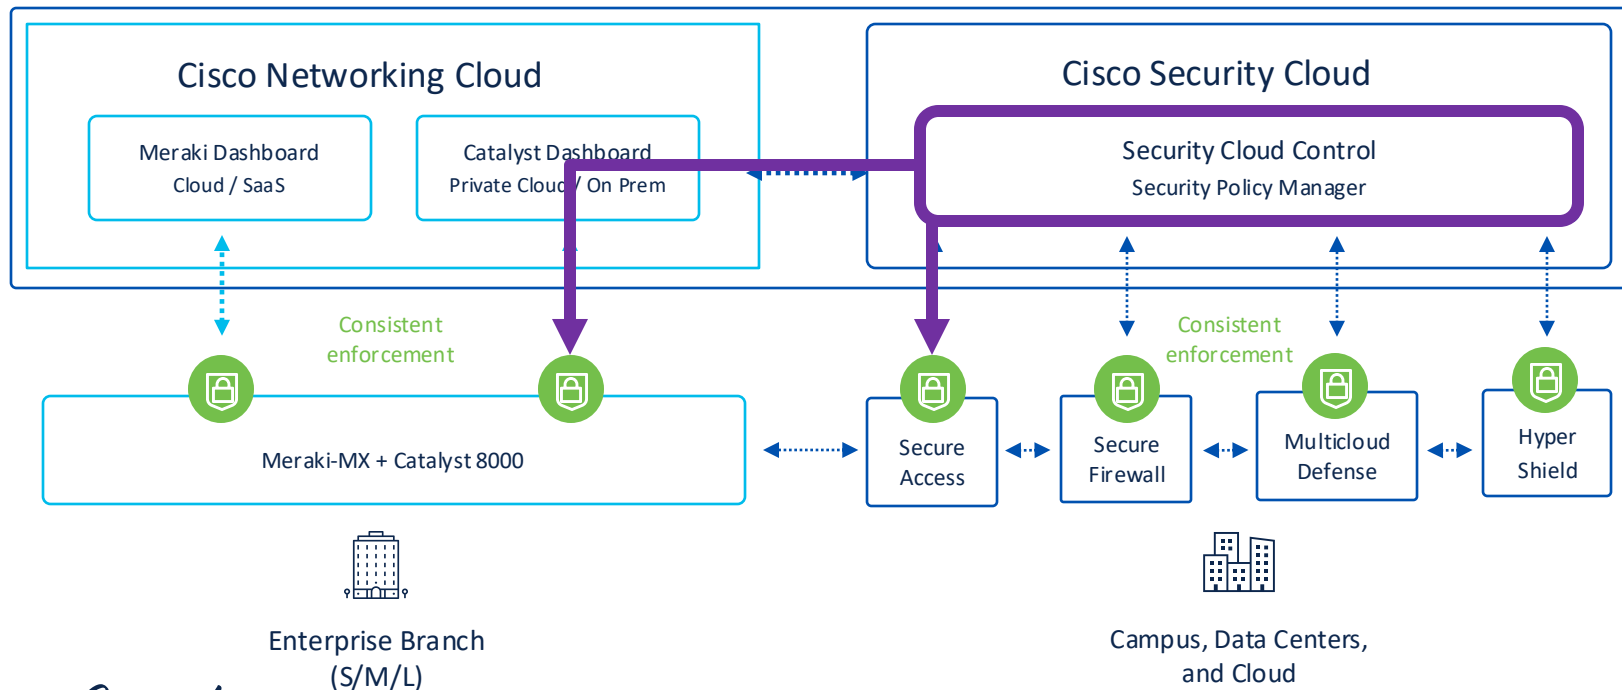 Cisco Networking Cloud
Meraki Dashboard
Cloud / SaaS
Catalyst Dashboard
Private Cloud / On Prem
Cisco Security Cloud
Security Cloud Control
Security Policy Manager
Consistent
enforcement
Consistent
enforcement
Meraki-MX + Catalyst 8000
Secure
Access
Secure
Firewall
Multicloud
Defense
Hyper
Shield
Enterprise Branch
(S/M/L)
Campus, Data Centers,
and Cloud